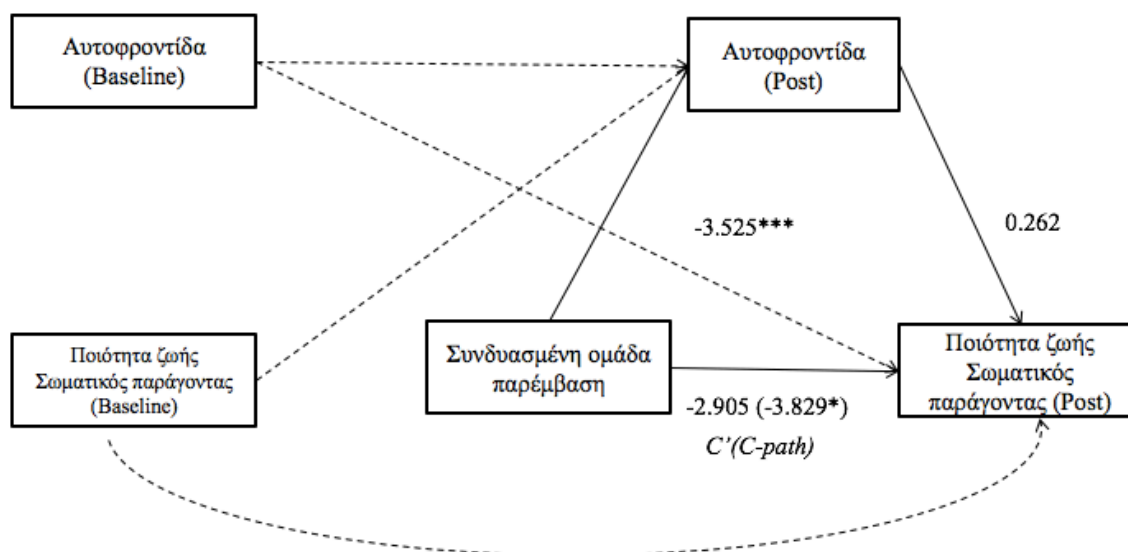 Αυτοφροντίδα
(Baseline)
Αυτοφροντίδα
(Post)
-3.525***
0.262
Ποιότητα ζωής
Σωματικός παράγοντας
(Baseline)
Συνδυασμένη ομάδα
παρέμβαση
Ποιότητα ζωής
Σωματικός
παράγοντας (Post)
-2.905 (-3.829*)
C’(C-path)